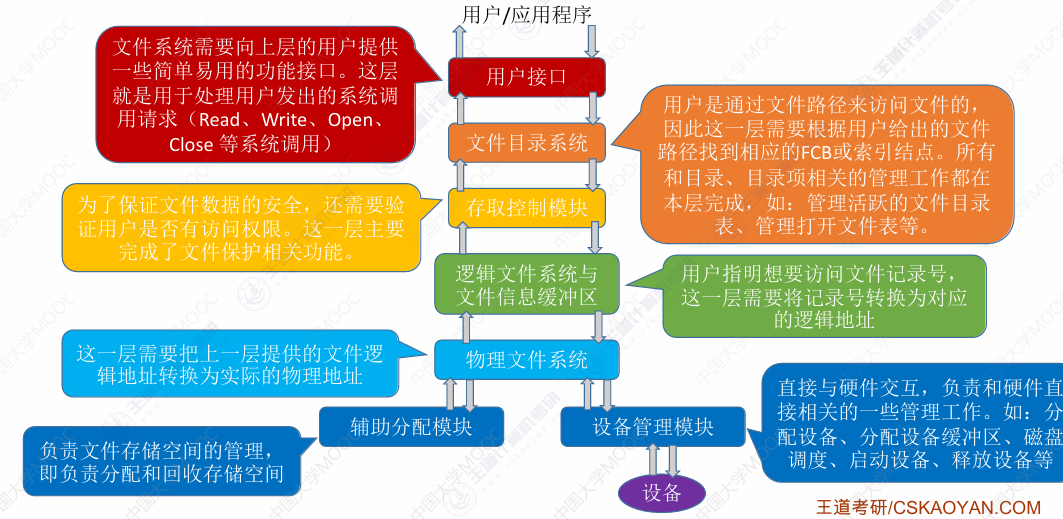 用户/应用程序
文件系统需要向上层的用户提供
一些简单易用的功能接口。这层
就是用于处理用户发出的系统调
用请求（Read、Write、Open、
Close 等系统调用）
用户接口
文件目录系统
用户是通过文件路径来访问文件的，
因此这一层需要根据用户给出的文件
路径找到相应的FCB或索引结点。所有
和目录、目录项相关的管理工作都在
本层完成，如：管理活跃的文件目录
表、管理打开文件表等。
为了保证文件数据的安全，还需要验
证用户是否有访问权限。这一层主要
完成了文件保护相关功能。
存取控制模块
逻辑文件系统与
文件信息缓冲区
用户指明想要访问文件记录号，
这一层需要将记录号转换为对应
的逻辑地址
这一层需要把上一层提供的文件逻
辑地址转换为实际的物理地址
物理文件系统
辅助分配模块
设备管理模块
直接与硬件交互，负责和硬件直
接相关的一些管理工作。如：分
配设备、分配设备缓冲区、磁盘
调度、启动设备、释放设备等
负责文件存储空间的管理，
即负责分配和回收存储空间
设备
王道考研/CSKAOYAN.COM
中国大学MOOC